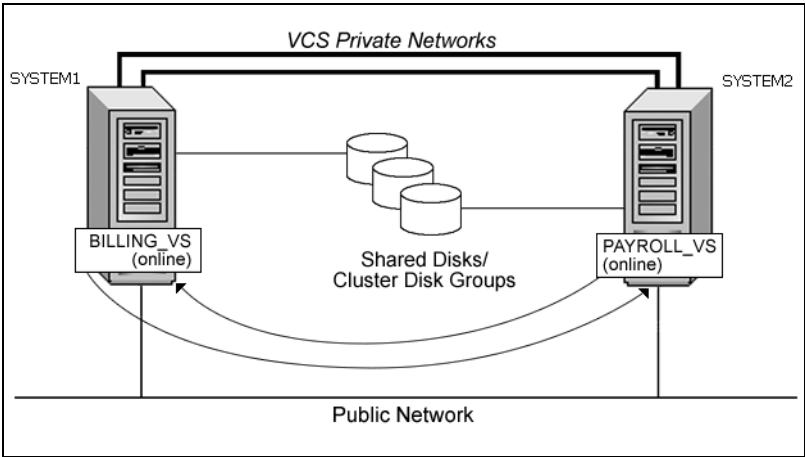 VCS Private Networks
SYSTEM1
SYSTEM2
BILLING_VS
(online)
PAYROLL_VS
(online)
Shared Disks/
Cluster Disk Groups
Public Network